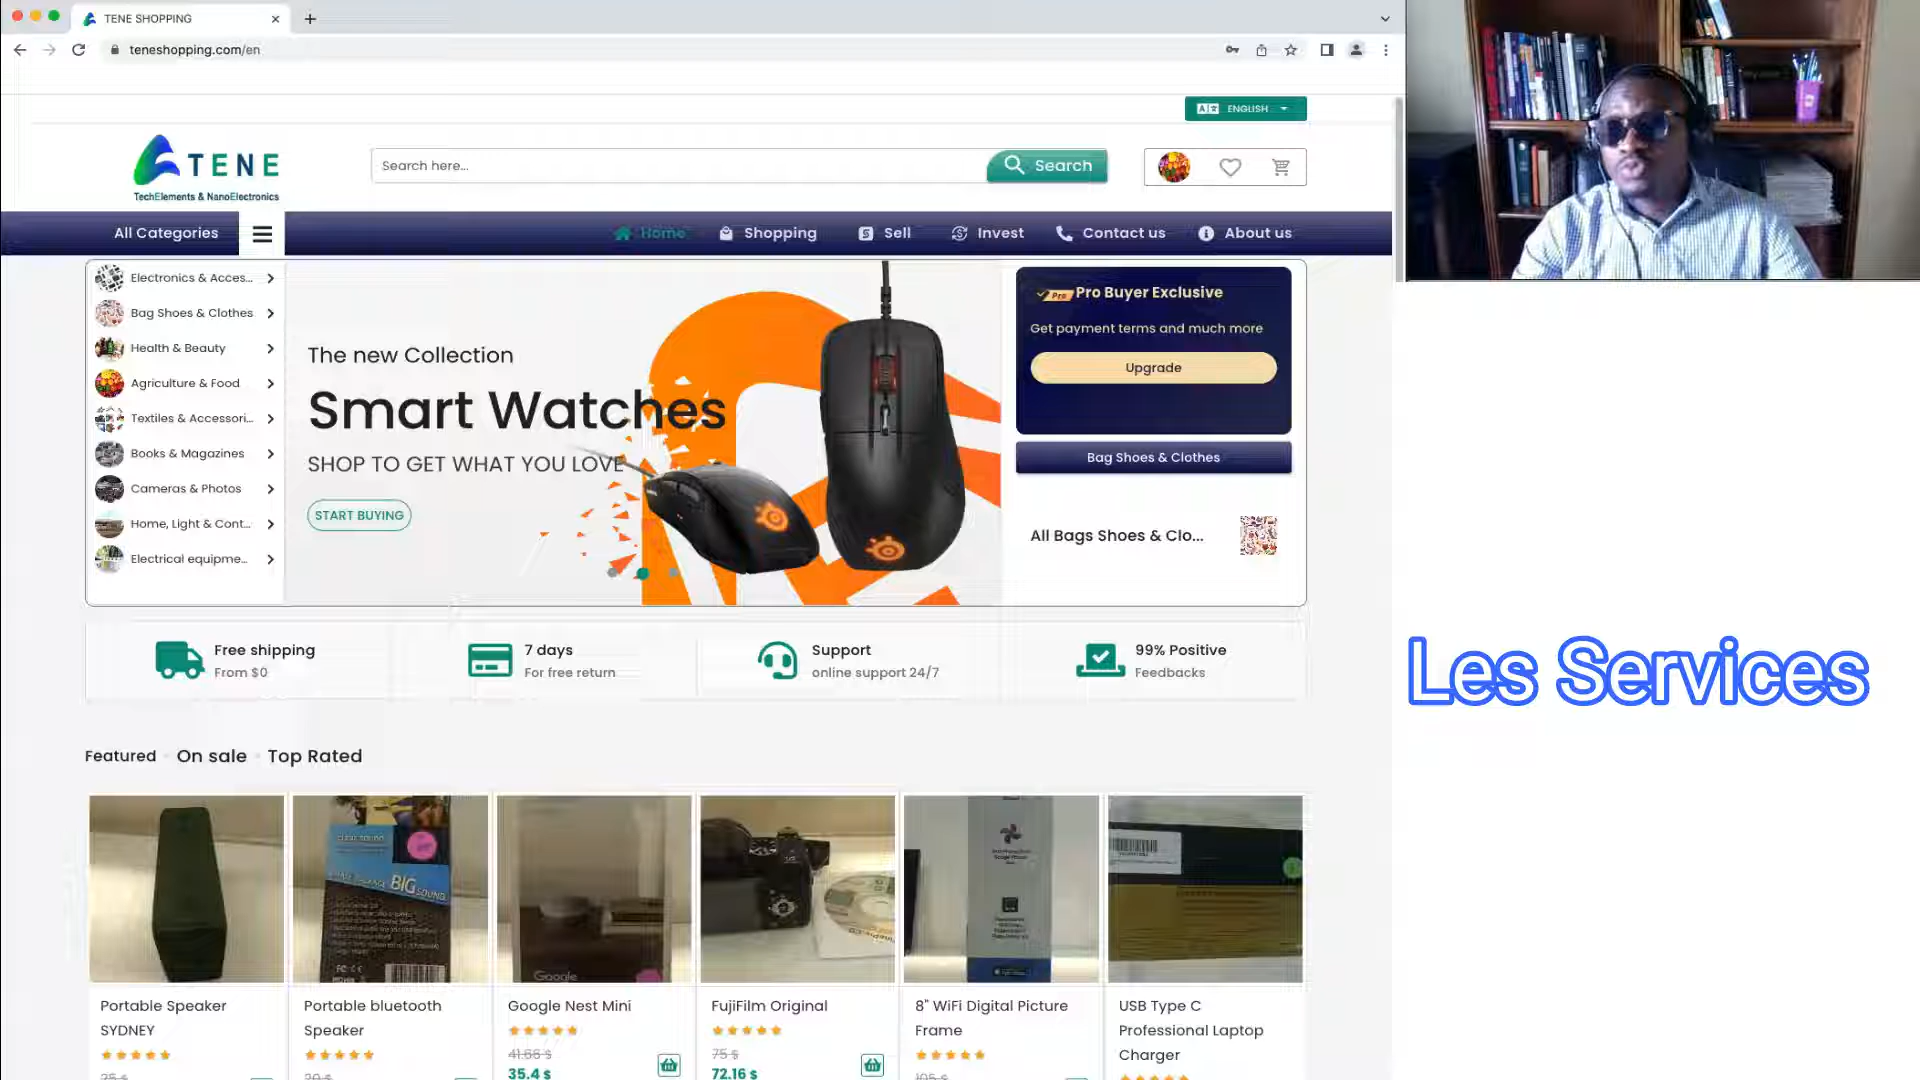 TENE SHOPPING
teneshopping.com/en
ENGLISH
TENE
TechElements & NanoElectronics
Search here...
Search
All Categories
Home
Shopping
Sell
Invest
Contact us
About us
Electronics & Acces...
Bag Shoes & Clothes
Health & Beauty
Agriculture & Food
Textiles & Accessori...
Books & Magazines
Cameras & Photos
Home, Light & Cont...
Electrical equipme...
The new Collection
Smart Watches
SHOP TO GET WHAT YOU LOVE
START BUYING
Pro
Pro Buyer Exclusive
Get payment terms and much more
Upgrade
Bag Shoes & Clothes
All Bags Shoes & Clo...
Free shipping
From $0
7 days
For free return
Support
online support 24/7
99% Positive
Feedbacks
Les Services
Featured
On sale
Top Rated
BIG SOUND
Google
Portable Speaker
SYDNEY
25 $
Portable bluetooth
Speaker
20 $
Google Nest Mini
41.66 $
35.4 $
FujiFilm Original
75 $
72.16 $
8" WiFi Digital Picture
Frame
105 $
USB Type C
Professional Laptop
Charger